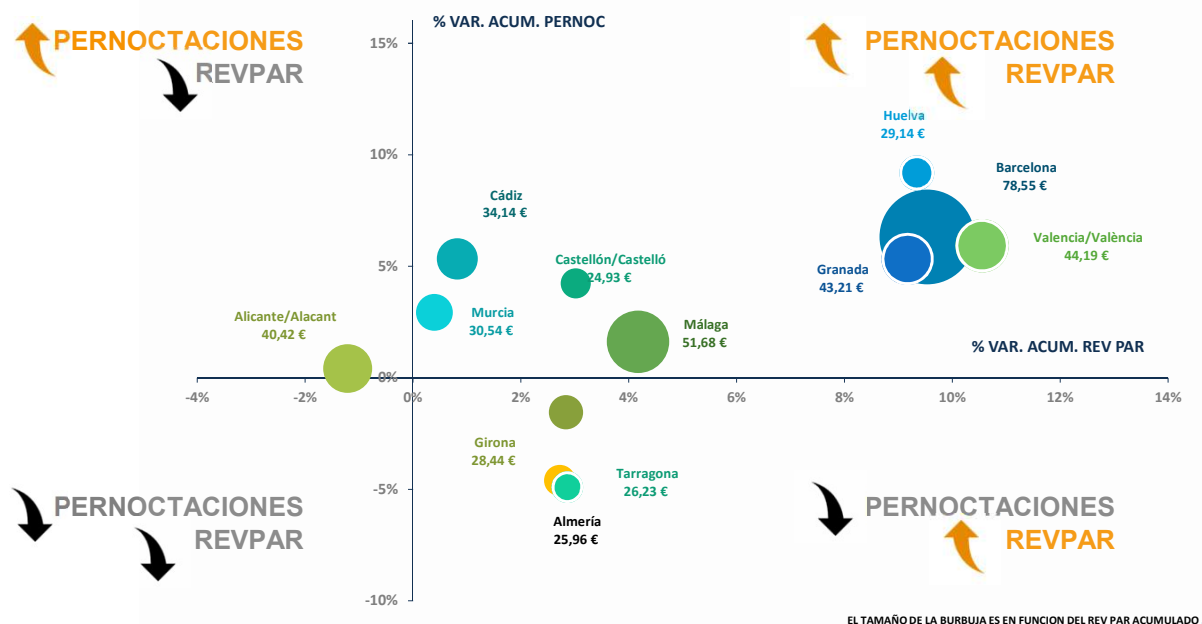 % VAR. ACUM. PERNOC
PERNOCTACIONES
REVPAR
PERNOCTACIONES
REVPAR
15%
10%
5%
0%
-5%
-10%
-4%
-2%
0%
2%
4%
6%
8%
10%
12%
14%
Huelva
29,14 €
Barcelona
78,55 €
Cádiz
34,14 €
Valencia/València
44,19 €
Castellón/Castelló
24,93 €
Granada
43,21 €
Murcia
30,54 €
Alicante/Alacant
40,42 €
Málaga
51,68 €
% VAR. ACUM. REV PAR
Girona
28,44 €
Tarragona
26,23 €
Almería
25,96 €
PERNOCTACIONES
REVPAR
PERNOCTACIONES
REVPAR
EL TAMAÑO DE LA BURBUJA ES EN FUNCION DEL REV PAR ACUMULADO